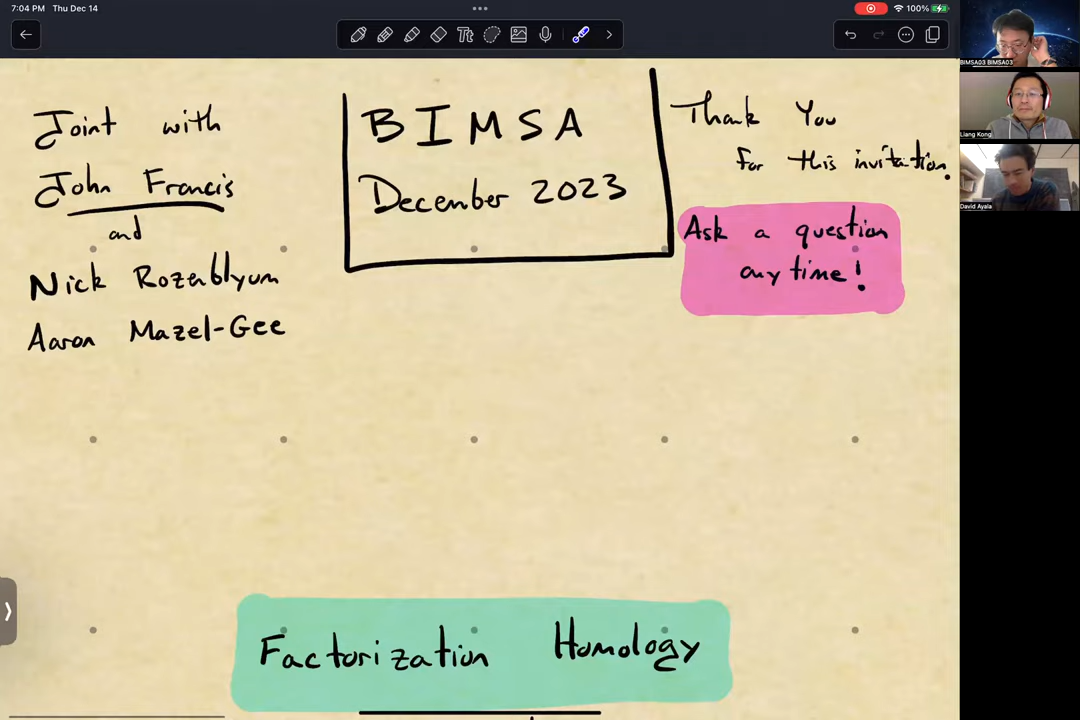 7:04 PM Thu Dec 14
100%
Joint with
John Francis
and
Nick Rozenblyum
Aaron Mazel-Gee
BIMSA
December 2023
Thank You
for this invitation.
Ask a question
any time!
Factorization Homology
BIMSA03 BIMSA03
Liang Kong
David Ayala